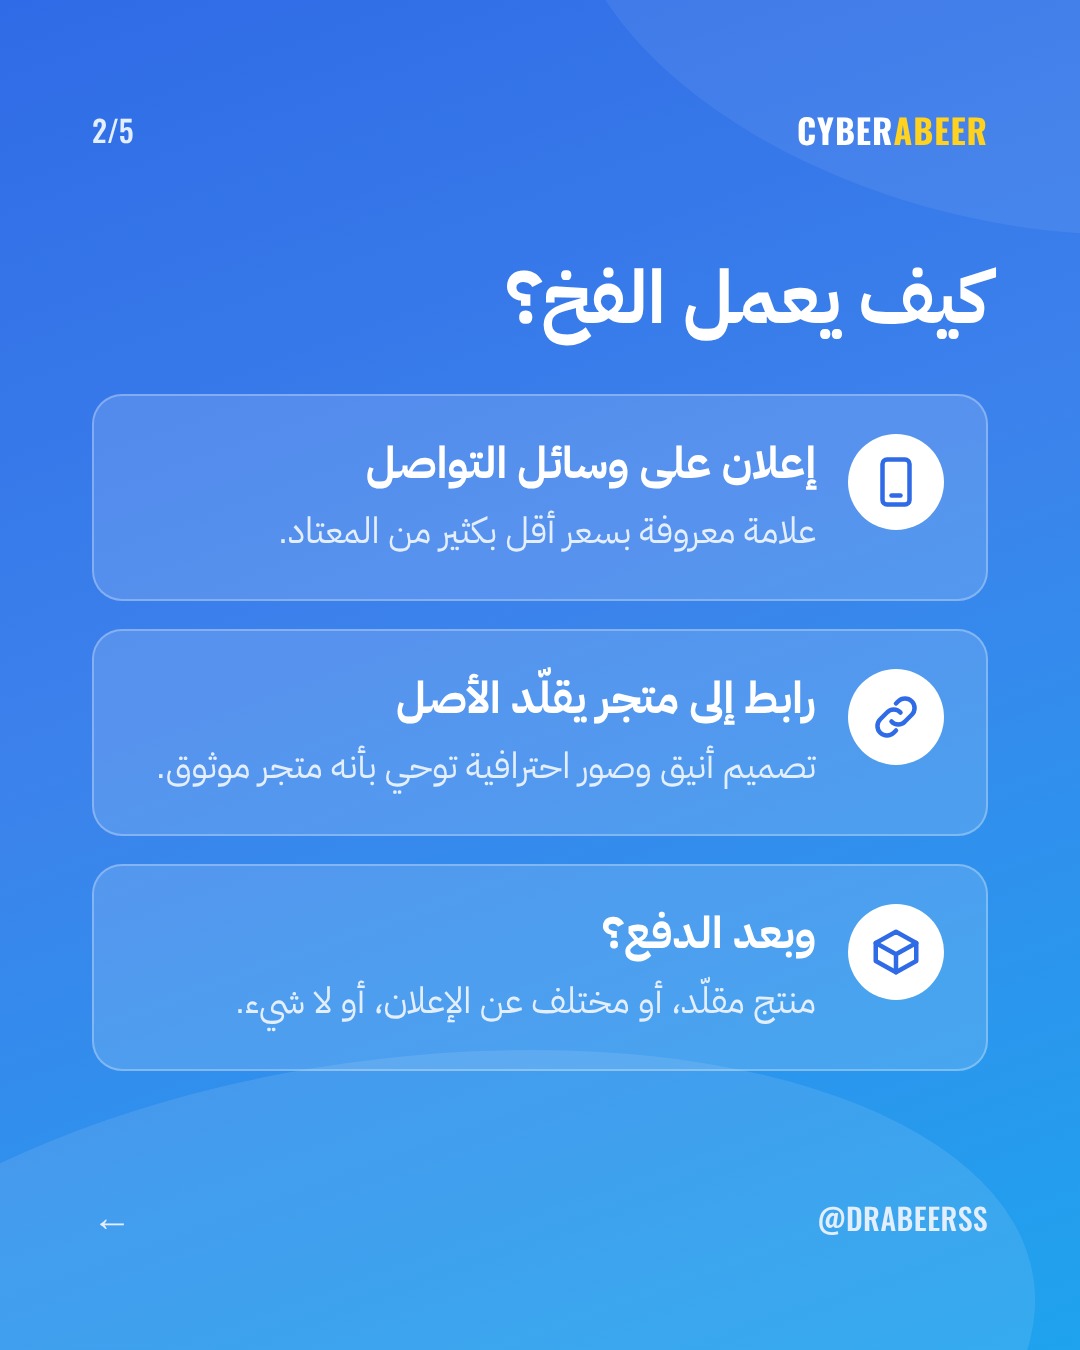 CYBERABEER
2/5
كيف يعمل الفخ؟
إعلان على وسائل التواصل
علامة معروفة بسعر أقل بكثير من المعتاد.
رابط إلى متجر يقلّد الأصل
تصميم أنيق وصور احترافية توحي بأنه متجر موثوق.
وبعد الدفع؟
منتج مقلّد، أو مختلف عن الإعلان، أو لا شيء.
@DRABEERSS
←